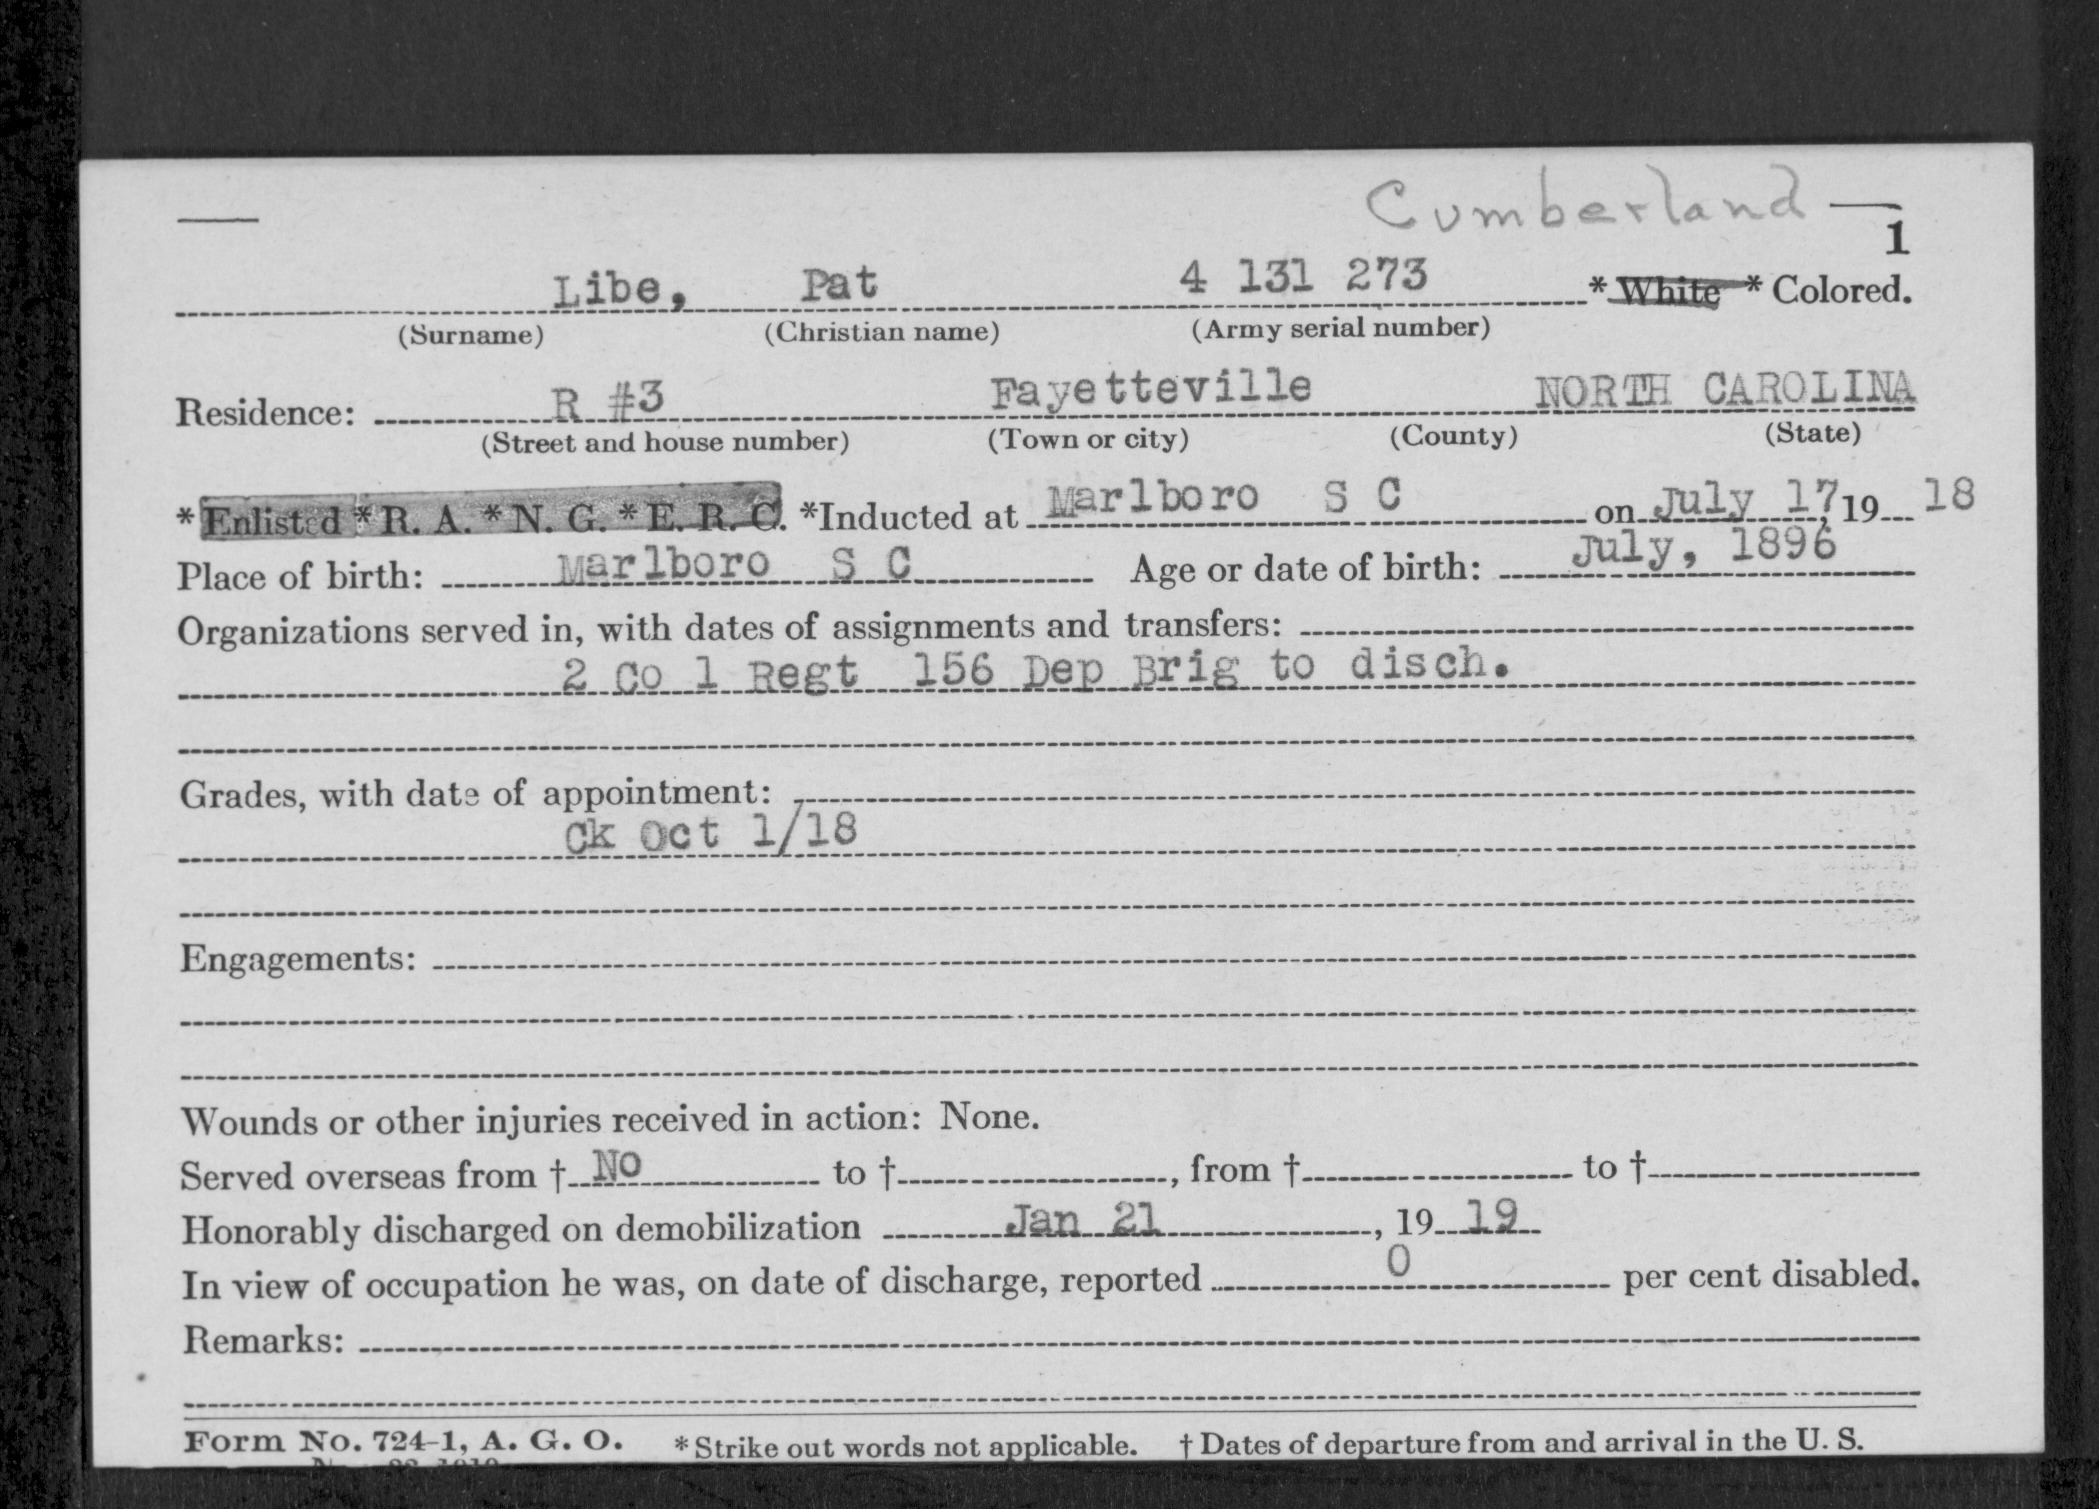 Cumberland
1
Libe, Pat 4 131 273 * White * Colored.
(Surname) (Christian name) (Army serial number)
Residence: R #3 Fayetteville NORTH CAROLINA
(Street and house number) (Town or city) (County) (State)
* Enlisted * R. A. * N. G. * E. R. C. *Inducted at Marlboro S C on July 17, 19 18
Place of birth: Marlboro S C Age or date of birth: July, 1896
Organizations served in, with dates of assignments and transfers:
2 Co 1 Regt 156 Dep Brig to disch.
Grades, with date of appointment:
Ck Oct 1/18
Engagements:
Wounds or other injuries received in action: None.
Served overseas from † No to †, from † to †
Honorably discharged on demobilization Jan 21, 19 19
In view of occupation he was, on date of discharge, reported 0 per cent disabled.
Remarks:
Form No. 724-1, A. G. O. * Strike out words not applicable. † Dates of departure from and arrival in the U. S.